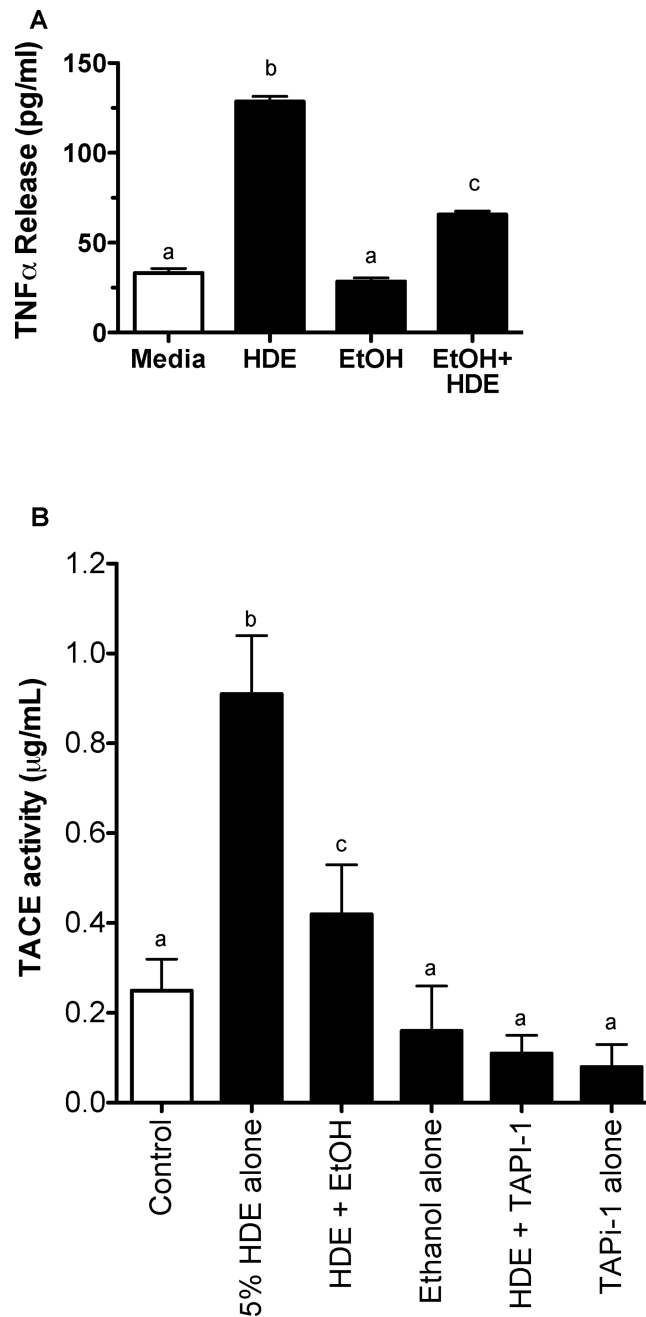 A
TNFα Release (pg/ml)
150
100
50
0
b
c
a
a
Media
HDE
EtOH
EtOH+
HDE
B
TACE activity (μg/mL)
1.2
1.0
0.8
0.6
0.4
0.2
0.0
a
b
c
a
a
a
Control
5% HDE alone
HDE + EtOH
Ethanol alone
HDE + TAPI-1
TAPi-1 alone